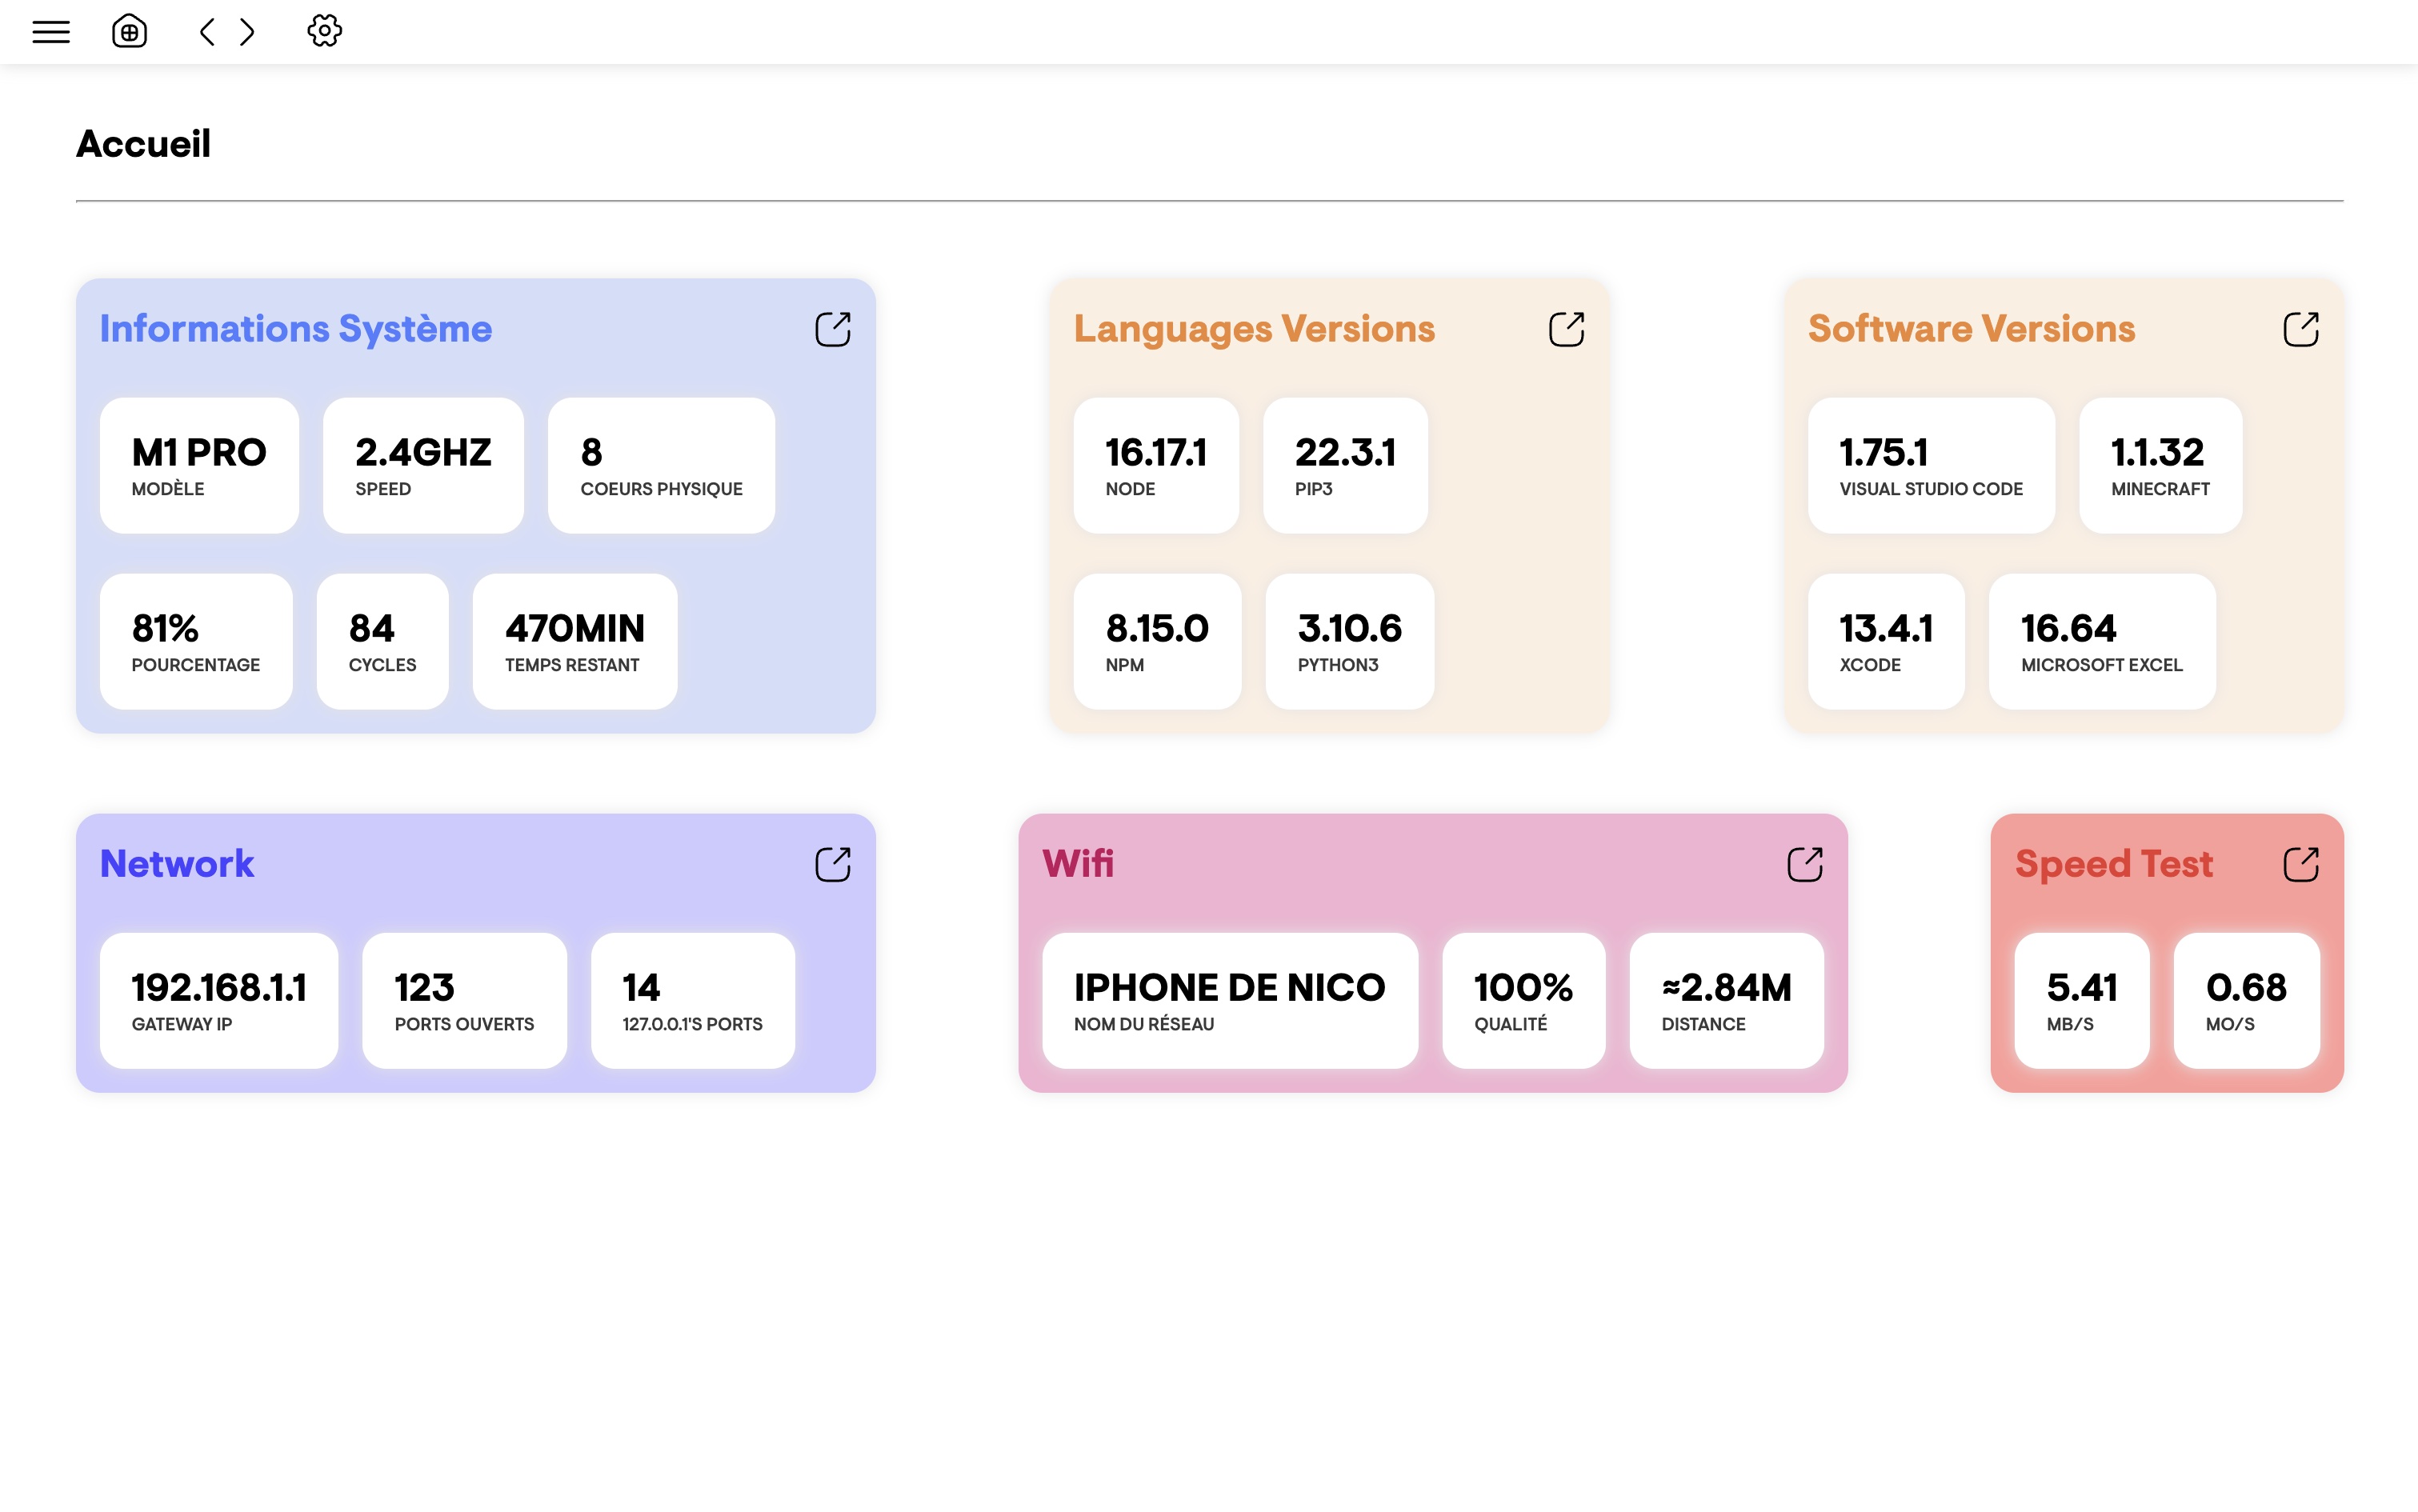 Accueil
Informations Système
M1 PRO
MODÈLE
2.4GHZ
SPEED
8
COEURS PHYSIQUE
81%
POURCENTAGE
84
CYCLES
470MIN
TEMPS RESTANT
Languages Versions
16.17.1
NODE
22.3.1
PIP3
8.15.0
NPM
3.10.6
PYTHON3
Software Versions
1.75.1
VISUAL STUDIO CODE
1.1.32
MINECRAFT
13.4.1
XCODE
16.64
MICROSOFT EXCEL
Network
192.168.1.1
GATEWAY IP
123
PORTS OUVERTS
14
127.0.0.1'S PORTS
Wifi
IPHONE DE NICO
NOM DU RÉSEAU
100%
QUALITÉ
≈2.84M
DISTANCE
Speed Test
5.41
MB/S
0.68
MO/S